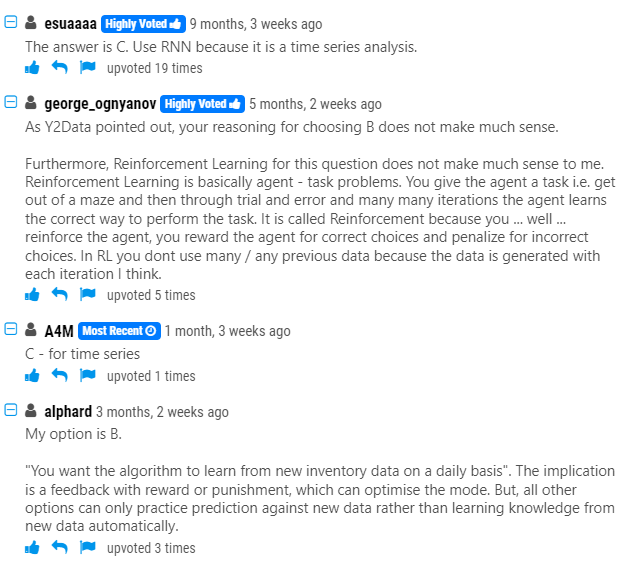 esuaaaa Highly Voted 9 months, 3 weeks ago
The answer is C. Use RNN because it is a time series analysis.
upvoted 19 times
george_ognyanov Highly Voted 5 months, 2 weeks ago
As Y2Data pointed out, your reasoning for choosing B does not make much sense.
Furthermore, Reinforcement Learning for this question does not make much sense to me.
Reinforcement Learning is basically agent - task problems. You give the agent a task i.e. get
out of a maze and then through trial and error and many many iterations the agent learns
the correct way to perform the task. It is called Reinforcement because you ... well ...
reinforce the agent, you reward the agent for correct choices and penalize for incorrect
choices. In RL you dont use many / any previous data because the data is generated with
each iteration I think.
upvoted 5 times
A4M Most Recent 1 month, 3 weeks ago
C - for time series
upvoted 1 times
alphard 3 months, 2 weeks ago
My option is B.
"You want the algorithm to learn from new inventory data on a daily basis". The implication
is a feedback with reward or punishment, which can optimise the mode. But, all other
options can only practice prediction against new data rather than learning knowledge from
new data automatically.
upvoted 3 times